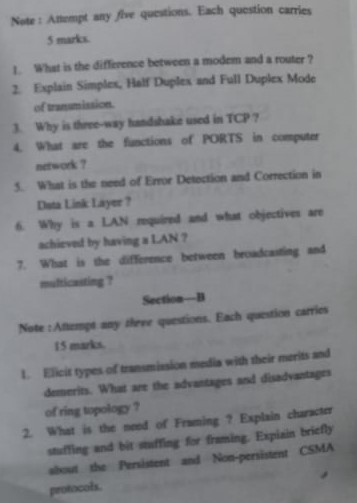 Note : Attempt any five questions. Each question carries
5 marks.
1. What is the difference between a modem and a router ?
2. Explain Simplex, Half Duplex and Full Duplex Mode
of transmission.
3. Why is three-way handshake used in TCP ?
4. What are the functions of PORTS in computer
network ?
5. What is the need of Error Detection and Correction in
Data Link Layer ?
6. Why is a LAN required and what objectives are
achieved by having a LAN ?
7. What is the difference between broadcasting and
multicasting ?
Section—B
Note : Attempt any three questions. Each question carries
15 marks.
1. Elicit types of transmission media with their merits and
demerits. What are the advantages and disadvantages
of ring topology ?
2. What is the need of Framing ? Explain character
stuffing and bit stuffing for framing. Explain briefly
about the Persistent and Non-persistent CSMA
protocols.